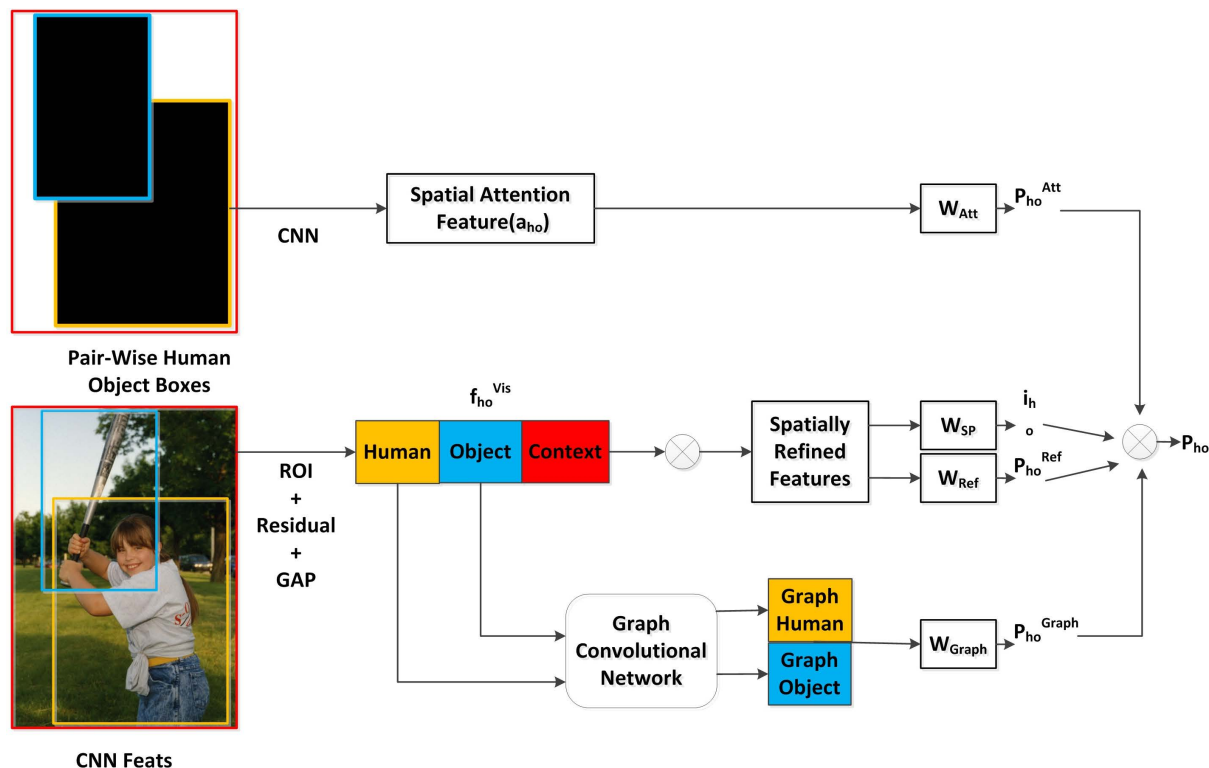 Pair-Wise Human
Object Boxes
CNN
Spatial Attention
Feature(aho)
WAtt
PhoAtt
CNN Feats
ROI
+
Residual
+
GAP
fhoVis
Human Object Context
Spatially
Refined
Features
WSP
ih
o
WRef
PhoRef
Pho
Graph
Convolutional
Network
Graph
Human
Graph
Object
WGraph
PhoGraph